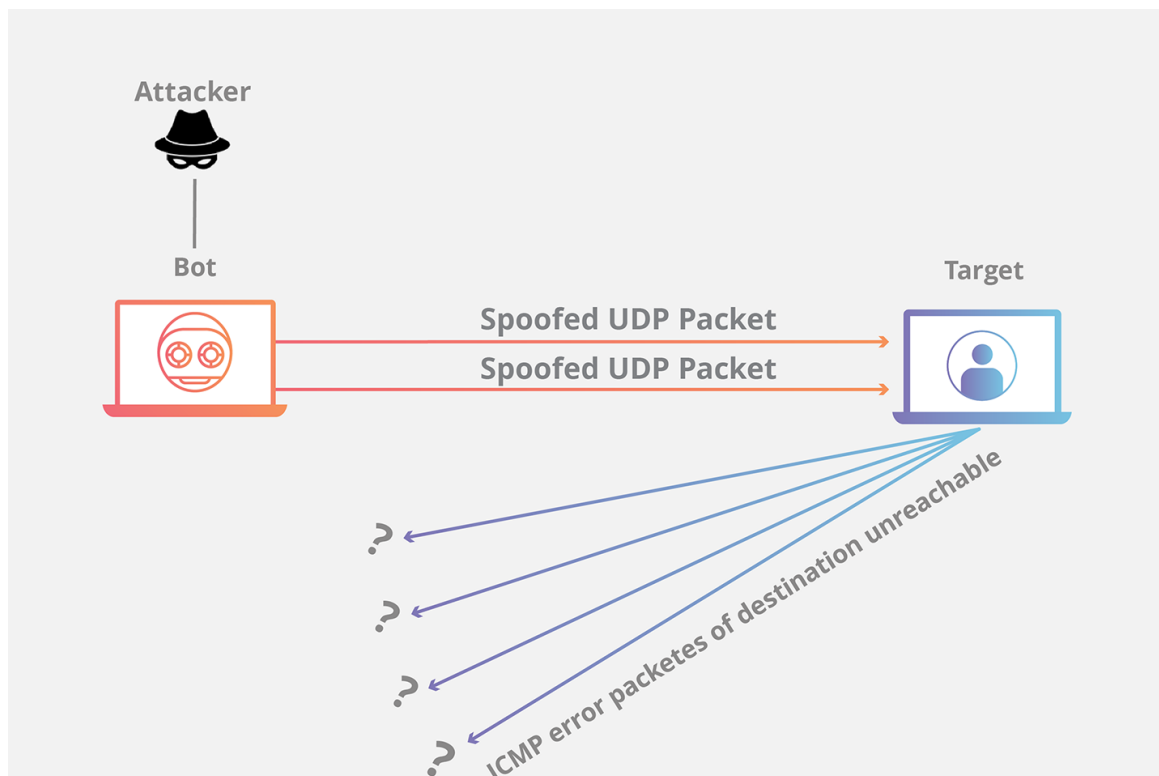 Attacker
Bot
Target
Spoofed UDP Packet
Spoofed UDP Packet
?
?
?
?
ICMP error packetes of destination unreachable